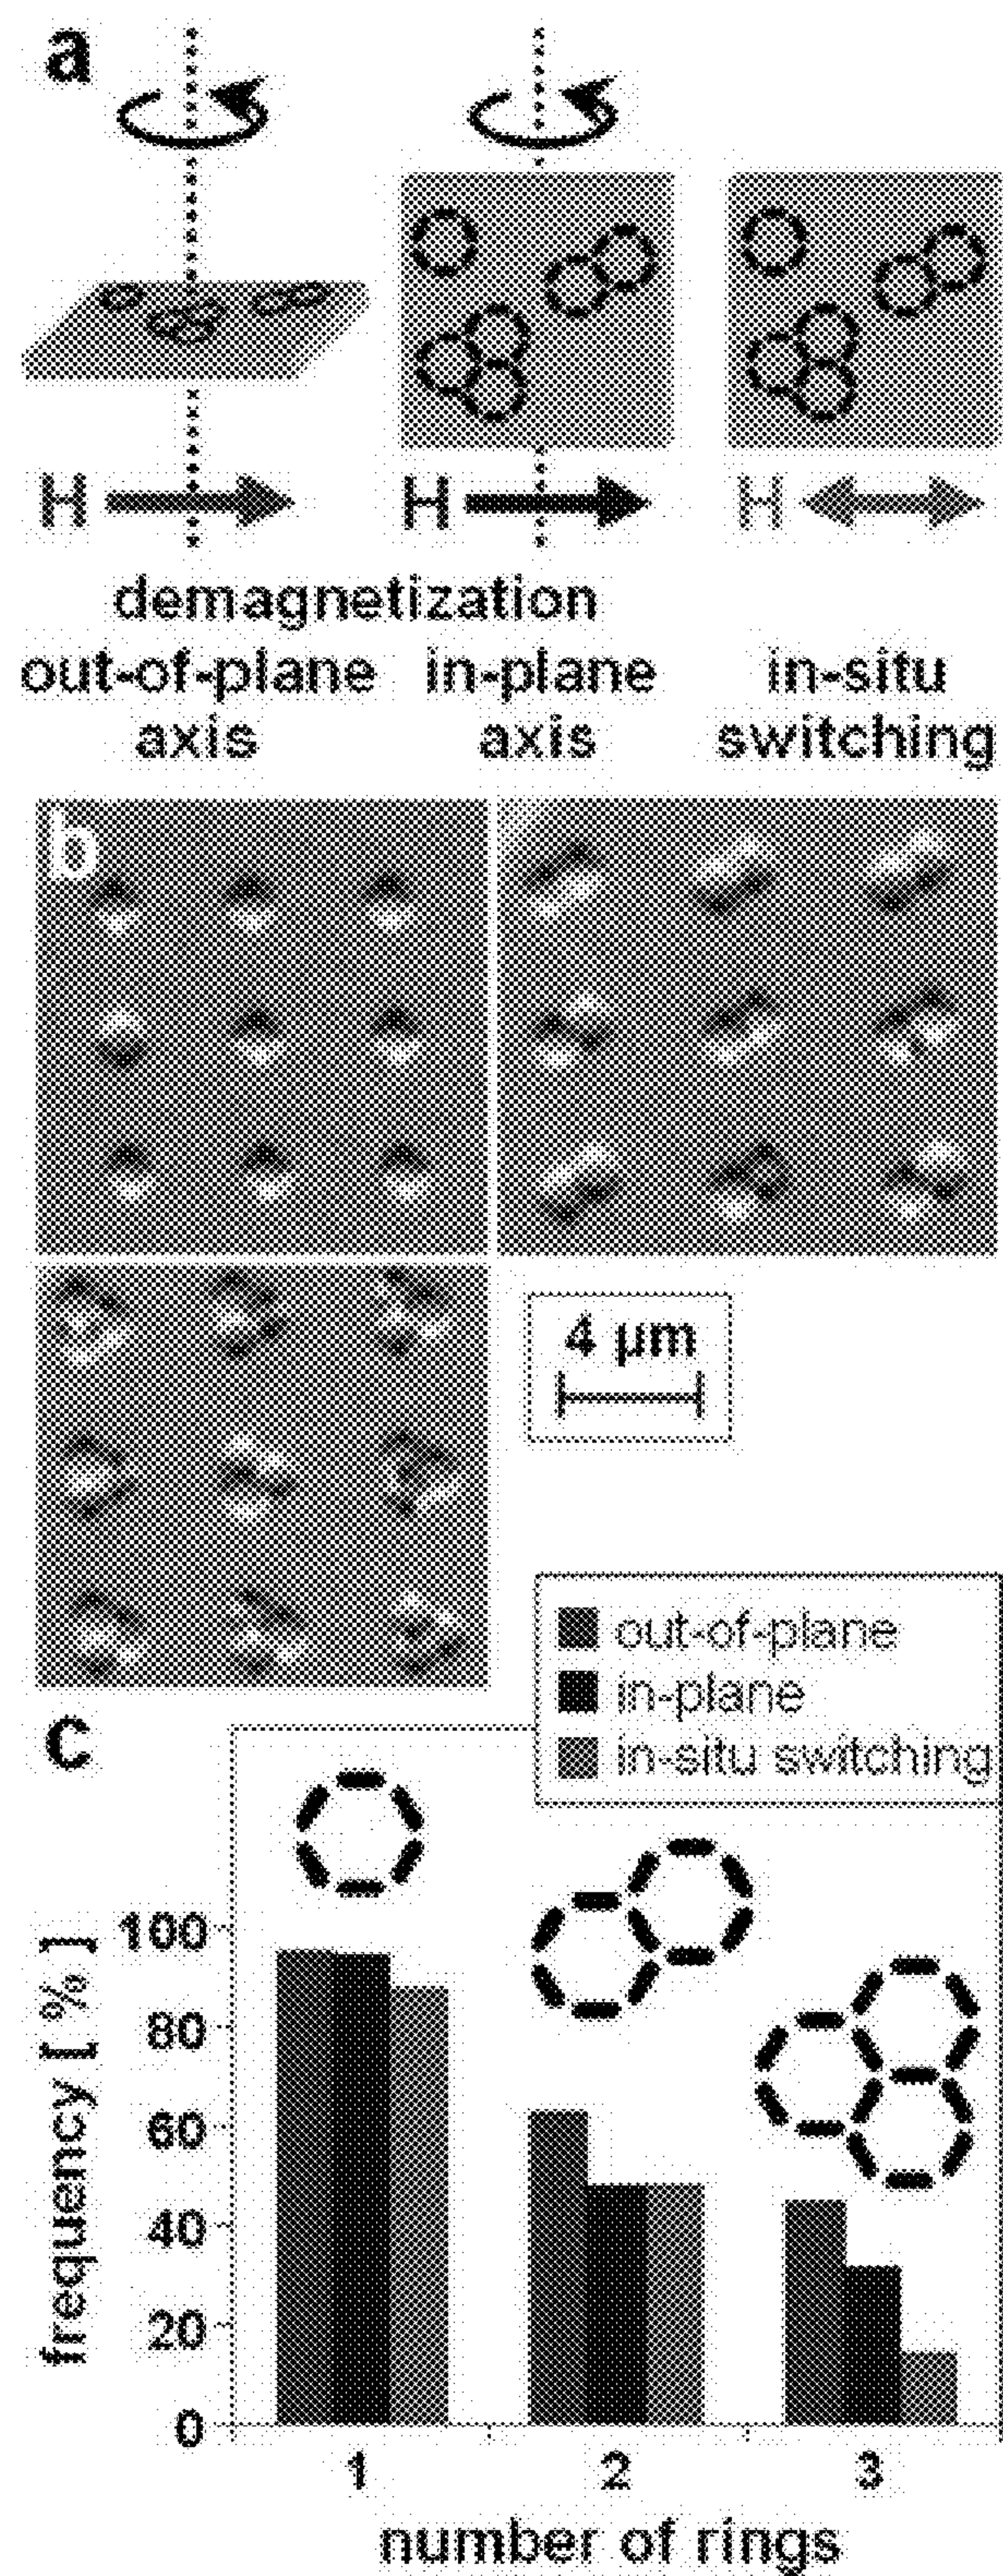 a
H H H
demagnetization
out-of-plane in-plane in-situ
axis axis switching
b
4 µm
out-of-plane
in-plane
in-situ switching
c
frequency [ % ]
100
80
60
40
20
0
1 2 3
number of rings